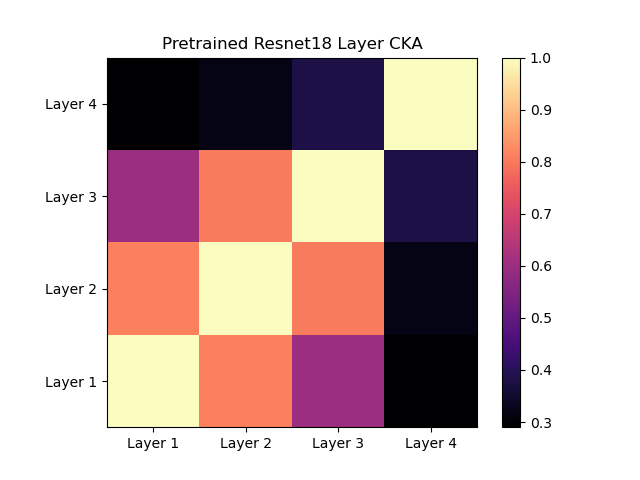 Pretrained Resnet18 Layer CKA
Layer 4
Layer 3
Layer 2
Layer 1
Layer 1
Layer 2
Layer 3
Layer 4
1.0
0.9
0.8
0.7
0.6
0.5
0.4
0.3